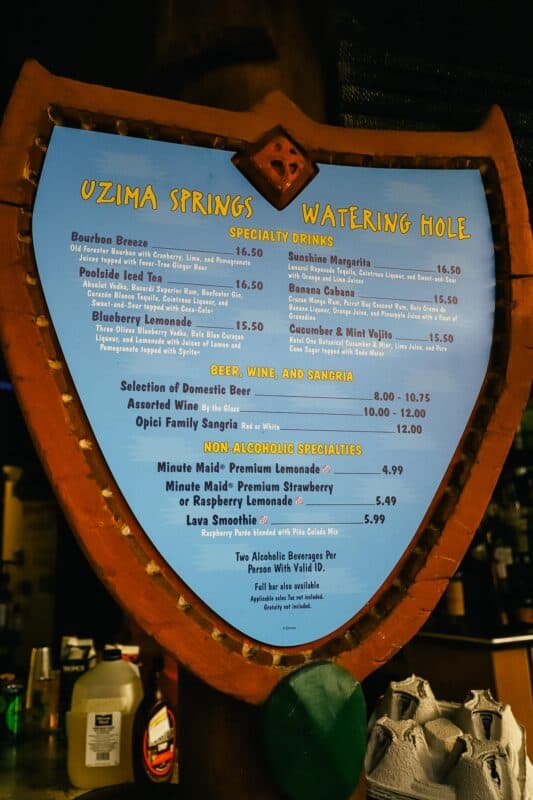 UZIMA SPRINGS WATERING HOLE
SPECIALTY DRINKS
Bourbon Breeze 16.50
Old Forester Bourbon with Cranberry, Lime, and Pomegranate
Juices topped with Fever-Tree Ginger Beer
Poolside Iced Tea 16.50
Absolut Vodka, Bacardi Superior Rum, Beefeater Gin,
Corazón Blanco Tequila, Cointreau Liqueur, and
Sweet-and-Sour topped with Coca-Cola®
Blueberry Lemonade 15.50
Three Olives Blueberry Vodka, Bols Blue Curaçao
Liqueur, and Lemonade with Juices of Lemon and
Pomegranate topped with Sprite®
Sunshine Margarita 16.50
Lunazul Reposado Tequila, Cointreau Liqueur, and Sweet-and-Sour
with Orange and Lime Juices
Banana Cabana 15.50
Cruzan Mango Rum, Parrot Bay Coconut Rum, Bols Crème de
Banana Liqueur, Orange Juice, and Pineapple Juice with a Float of
Grenadine
Cucumber & Mint Vojito 15.50
Ketel One Botanical Cucumber & Mint, Lime Juice, and Pure
Cane Sugar topped with Soda Water
BEER, WINE, AND SANGRIA
Selection of Domestic Beer 8.00 - 10.75
Assorted Wine By the Glass 10.00 - 12.00
Opici Family Sangria Red or White 12.00
NON-ALCOHOLIC SPECIALTIES
Minute Maid® Premium Lemonade 4.99
Minute Maid® Premium Strawberry
or Raspberry Lemonade 5.49
Lava Smoothie 5.99
Raspberry Purée blended with Piña Colada Mix
Two Alcoholic Beverages Per
Person With Valid ID.
Full bar also available
Applicable sales tax not included.
Gratuity not included.
©Disney